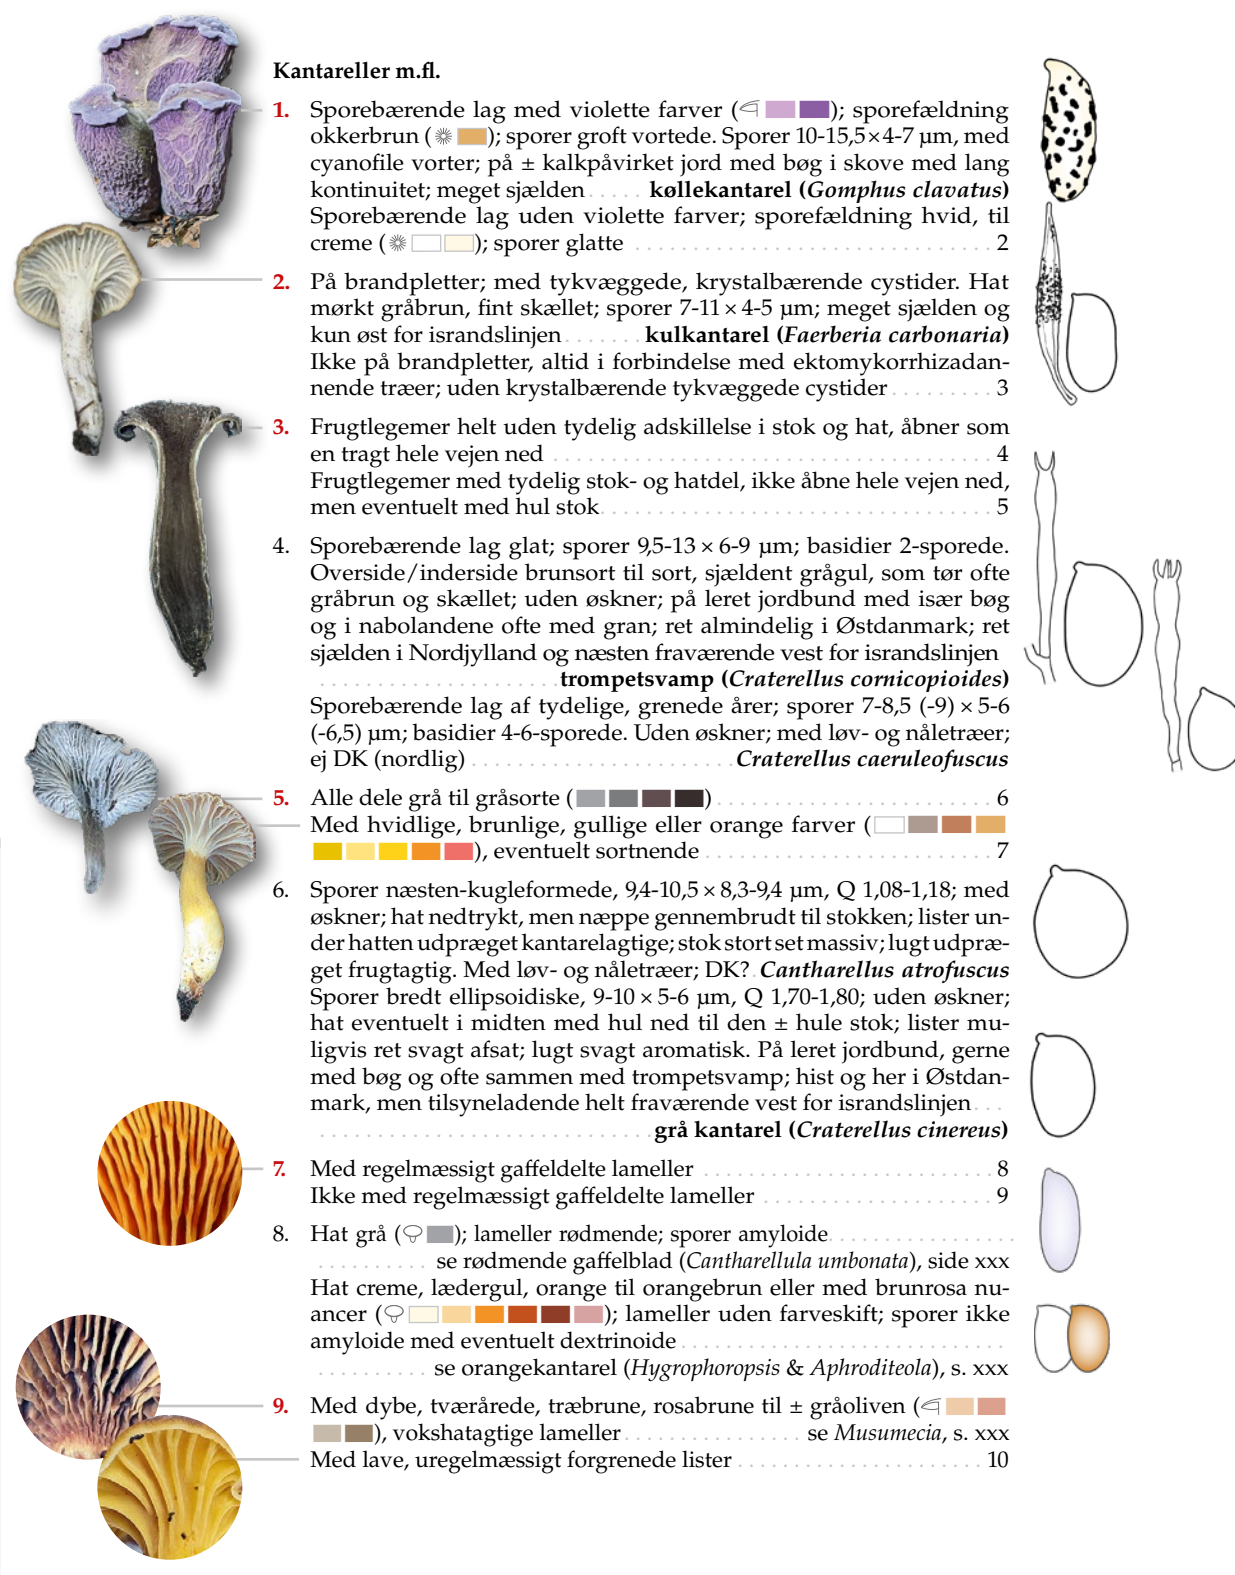 Kantareller m.fl.
1. Sporebærende lag med violette farver ( ); sporefældning
okkerbrun ( ); sporer groft vortede. Sporer 10-15,5×4-7 µm, med
cyanofile vorter; på ± kalkpåvirket jord med bøg i skove med lang
kontinuitet; meget sjælden ..... køllekantarel (Gomphus clavatus)
Sporebærende lag uden violette farver; sporefældning hvid, til
creme ( ); sporer glatte ..... 2
2. På brandpletter; med tykvæggede, krystalbærende cystider. Hat
mørkt gråbrun, fint skællet; sporer 7-11 × 4-5 µm; meget sjælden og
kun øst for israndslinjen ....... kulkantarel (Faerberia carbonaria)
Ikke på brandpletter, altid i forbindelse med ektomykorrhizadan-
nende træer; uden krystalbærende tykvæggede cystider ......... 3
3. Frugtlegemer helt uden tydelig adskillelse i stok og hat, åbner som
en tragt hele vejen ned ..... 4
Frugtlegemer med tydelig stok- og hatdel, ikke åbne hele vejen ned,
men eventuelt med hul stok ..... 5
4. Sporebærende lag glat; sporer 9,5-13 × 6-9 µm; basidier 2-sporede.
Overside/inderside brunsort til sort, sjældent grågul, som tør ofte
gråbrun og skællet; uden øskner; på leret jordbund med især bøg
og i nabolandene ofte med gran; ret almindelig i Østdanmark; ret
sjælden i Nordjylland og næsten fraværende vest for israndslinjen
..... trompetsvamp (Craterellus cornicopioides)
Sporebærende lag af tydelige, grenede årer; sporer 7-8,5 (-9) × 5-6
(-6,5) µm; basidier 4-6-sporede. Uden øskner; med løv- og nåletræer;
ej DK (nordlig) ..... Craterellus caeruleofuscus
5. Alle dele grå til gråsorte ( ) ..... 6
Med hvidlige, brunlige, gullige eller orange farver (
), eventuelt sortnende ..... 7
6. Sporer næsten-kugleformede, 9,4-10,5 × 8,3-9,4 µm, Q 1,08-1,18; med
øskner; hat nedtrykt, men næppe gennembrudt til stokken; lister un-
der hatten udpræget kantarelagtige; stok stort set massiv; lugt udpræ-
get frugtagtig. Med løv- og nåletræer; DK? . Cantharellus atrofuscus
Sporer bredt ellipsoidiske, 9-10 × 5-6 µm, Q 1,70-1,80; uden øskner;
hat eventuelt i midten med hul ned til den ± hule stok; lister mu-
ligvis ret svagt afsat; lugt svagt aromatisk. På leret jordbund, gerne
med bøg og ofte sammen med trompetsvamp; hist og her i Østdan-
mark, men tilsyneladende helt fraværende vest for israndslinjen ...
..... grå kantarel (Craterellus cinereus)
7. Med regelmæssigt gaffeldelte lameller ..... 8
Ikke med regelmæssigt gaffeldelte lameller ..... 9
8. Hat grå ( ); lameller rødmende; sporer amyloide .....
..... se rødmende gaffelblad (Cantharellula umbonata), side xxx
Hat creme, lædergul, orange til orangebrun eller med brunrosa nu-
ancer ( ); lameller uden farveskift; sporer ikke
amyloide med eventuelt dextrinoide .....
..... se orangekantarel (Hygrophoropsis & Aphroditeola), s. xxx
9. Med dybe, tværårede, træbrune, rosabrune til ± gråoliven (
), vokshatagtige lameller ..... se Musumecia, s. xxx
Med lave, uregelmæssigt forgrenede lister ..... 10